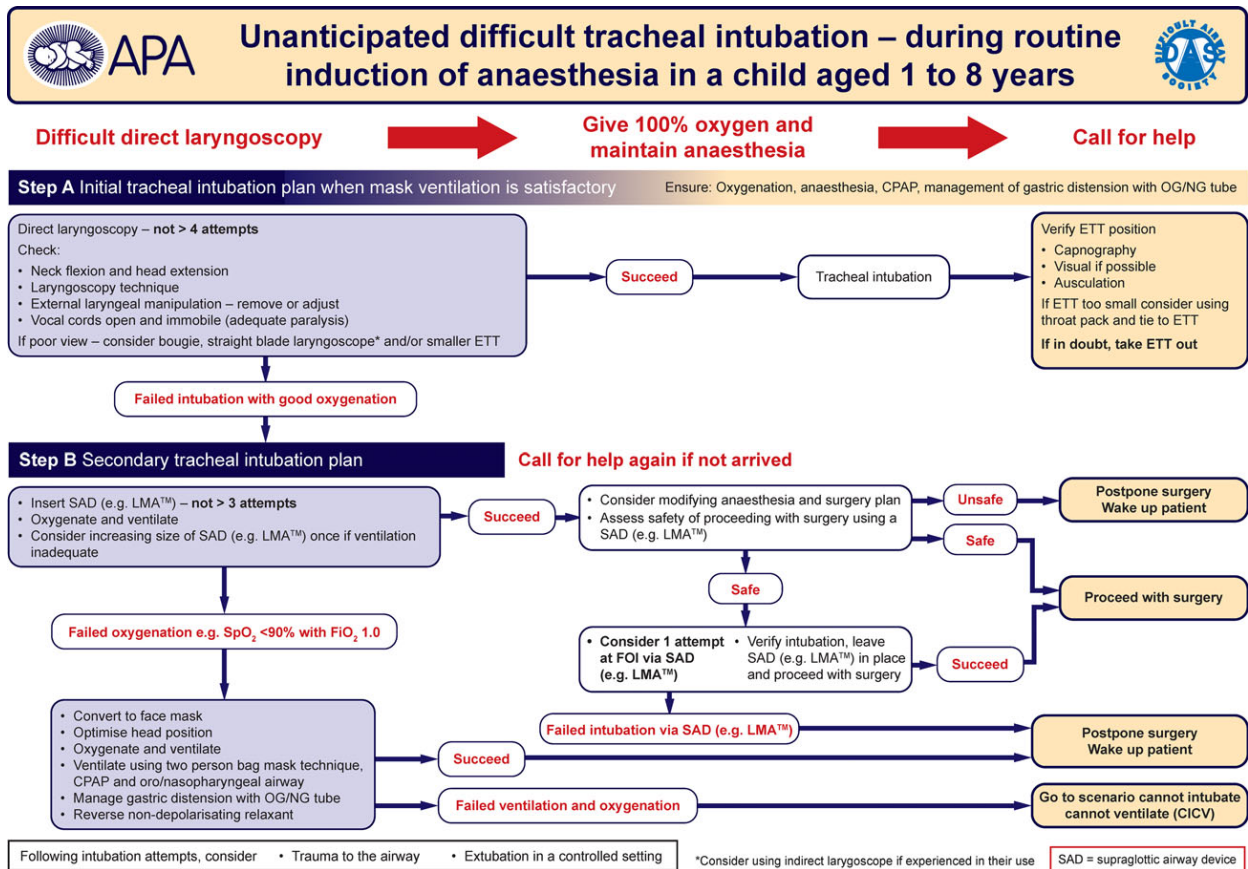 APA
Unanticipated difficult tracheal intubation – during routine
induction of anaesthesia in a child aged 1 to 8 years
DIFFICULT AIRWAY SOCIETY
Difficult direct laryngoscopy
Give 100% oxygen and
maintain anaesthesia
Call for help
Step A Initial tracheal intubation plan when mask ventilation is satisfactory
Ensure: Oxygenation, anaesthesia, CPAP, management of gastric distension with OG/NG tube
Direct laryngoscopy – not > 4 attempts
Check:
• Neck flexion and head extension
• Laryngoscopy technique
• External laryngeal manipulation – remove or adjust
• Vocal cords open and immobile (adequate paralysis)
If poor view – consider bougie, straight blade laryngoscope* and/or smaller ETT
Succeed
Tracheal intubation
Verify ETT position
• Capnography
• Visual if possible
• Ausculation
If ETT too small consider using
throat pack and tie to ETT
If in doubt, take ETT out
Failed intubation with good oxygenation
Step B Secondary tracheal intubation plan
Call for help again if not arrived
• Insert SAD (e.g. LMA™) – not > 3 attempts
• Oxygenate and ventilate
• Consider increasing size of SAD (e.g. LMA™) once if ventilation
inadequate
Succeed
• Consider modifying anaesthesia and surgery plan
• Assess safety of proceeding with surgery using a
SAD (e.g. LMA™)
Unsafe
Postpone surgery
Wake up patient
Safe
Proceed with surgery
Safe
Failed oxygenation e.g. SpO₂ <90% with FiO₂ 1.0
• Consider 1 attempt
at FOI via SAD
(e.g. LMA™)
• Verify intubation, leave
SAD (e.g. LMA™) in place
and proceed with surgery
Succeed
Failed intubation via SAD (e.g. LMA™)
Postpone surgery
Wake up patient
• Convert to face mask
• Optimise head position
• Oxygenate and ventilate
• Ventilate using two person bag mask technique,
CPAP and oro/nasopharyngeal airway
• Manage gastric distension with OG/NG tube
• Reverse non-depolarising relaxant
Succeed
Failed ventilation and oxygenation
Go to scenario cannot intubate
cannot ventilate (CICV)
Following intubation attempts, consider • Trauma to the airway • Extubation in a controlled setting
*Consider using indirect larygoscope if experienced in their use
SAD = supraglottic airway device